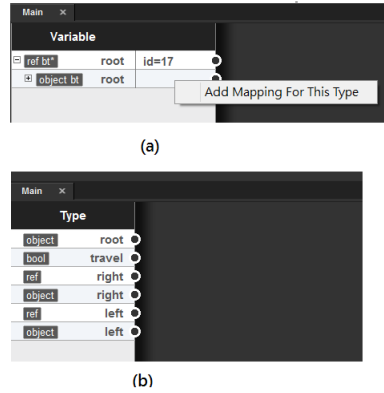 Main ×
Variable
ref bt* root id=17
object bt root
Add Mapping For This Type
(a)
Main ×
Type
object root
bool travel
ref right
object right
ref left
object left
(b)